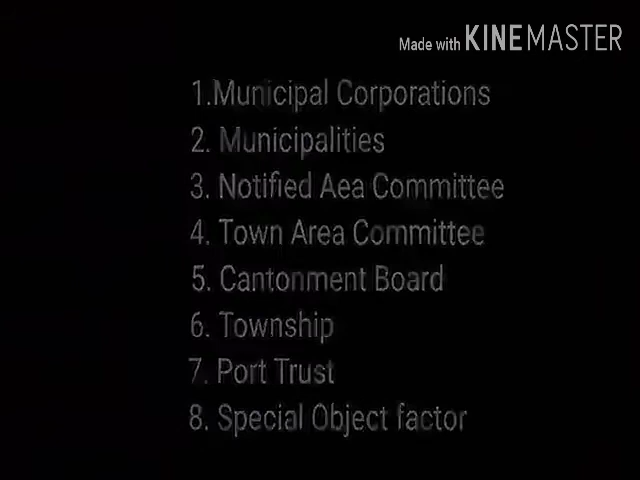 Made with KINEMASTER
1.Municipal Corporations
2. Municipalities
3. Notified Aea Committee
4. Town Area Committee
5. Cantonment Board
6. Township
7. Port Trust
8. Special Object factor